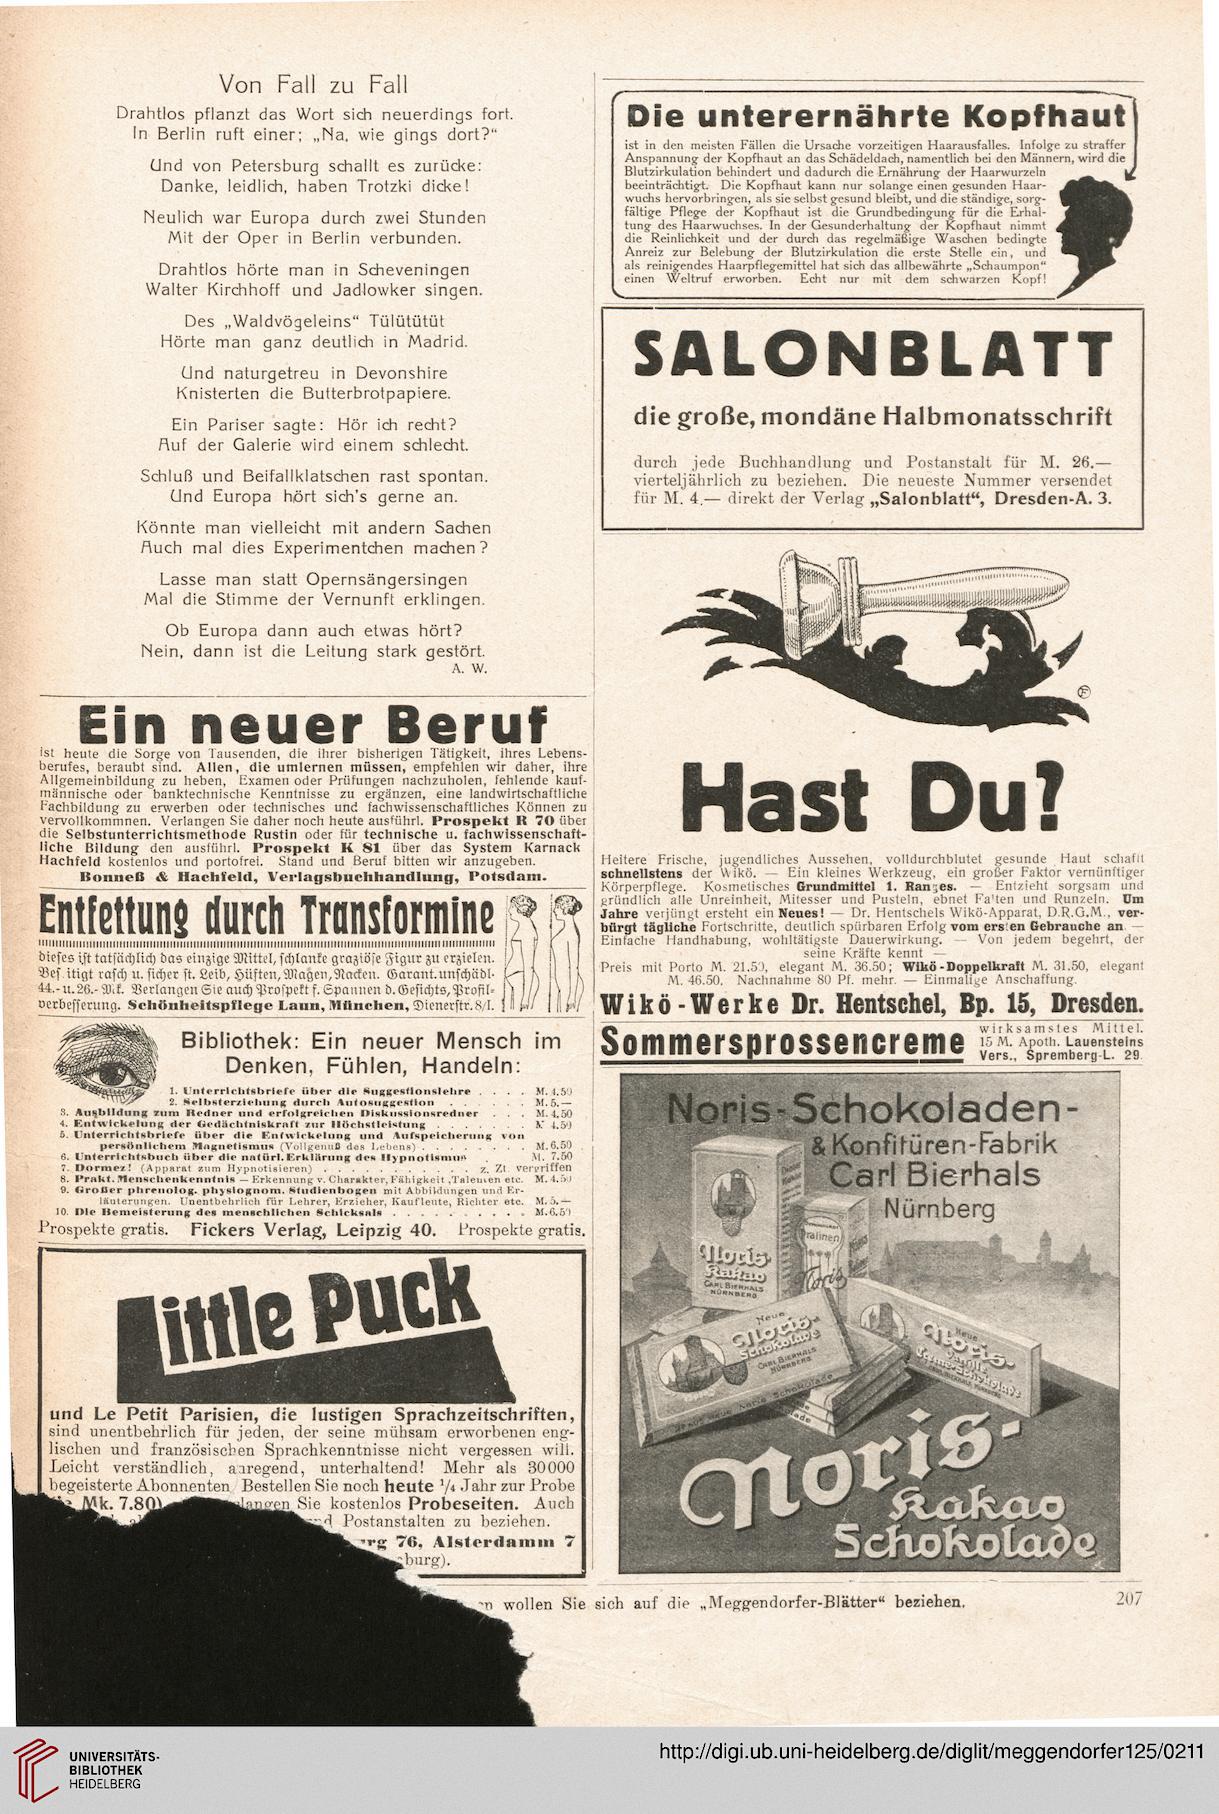 Von Fall zu Fall
Drahtlos pflanzt das Wort sich neuerdings fort.
In Berlin ruft einer; „Na, wie gings dort?“
Und von Petersburg schallt es zurücke:
Danke, leidlich, haben Trotzki dicke!
Neulich war Europa durch zwei Stunden
Mit der Oper in Berlin verbunden.
Drahtlos hörte man in Scheveningen
Walter Kirchhoff und Jadlowker singen.
Des „Waldvögeleins“ Tülütütüt
Hörte man ganz deutlich in Madrid.
Und naturgetreu in Devonshire
Knisterten die Butterbrotpapiere.
Ein Pariser sagte: Hör ich recht?
Auf der Galerie wird einem schlecht.
Schluß und Beifallklatschen rast spontan.
Und Europa hört sich's gerne an.
Könnte man vielleicht mit andern Sachen
Auch mal dies Experimentchen machen?
Lasse man statt Opernsängersingen
Mal die Stimme der Vernunft erklingen.
Ob Europa dann auch etwas hört?
Nein, dann ist die Leitung stark gestört.
A. W.
Ein neuer Beruf
ist heute die Sorge von Tausenden, die ihrer bisherigen Tätigkeit, ihres Lebens-
berufes, beraubt sind. Allen, die umlernen müssen, empfehlen wir daher, ihre
Allgemeinbildung zu heben, Examen oder Prüfungen nachzuholen, fehlende kauf-
männische oder banktechnische Kenntnisse zu ergänzen, eine landwirtschaftliche
Fachbildung zu erwerben oder technisches und fachwissenschaftliches Können zu
vervollkommnen. Verlangen Sie daher noch heute ausführl. Prospekt R 70 über
die Selbstunterrichtsmethode Rustin oder für technische u. fachwissenschaft-
liche Bildung den ausführl. Prospekt K 81 über das System Karnack
Hachfeld kostenlos und portofrei. Stand und Beruf bitten wir anzugeben.
Bonneß & Hachfeld, Verlagsbuchhandlung, Potsdam.
Entfettung durch Transformine
dieses ist tatsächlich das einzige Mittel, schlanke graziöse Figur zu erzielen.
Bes.itigt rasch u. sicher st. Leib, Hüften, Magen, Nacken. Garant. unschädl.
44.- u. 26.- M.k. Verlangen Sie auch Prospekt f. Spannen d. Gesichts, Profil-
verbesserung. Schönheitspflege Laun, München, Dienerstr. 8/I.
Bibliothek: Ein neuer Mensch im
Denken, Fühlen, Handeln:
1. Unterrichtsbriefe über die Suggestionslehre . . . . M. 4.50
2. Selbsterziehung durch Autosuggestion . . . . . . M. 5.—
3. Ausbildung zum Redner und erfolgreichen Diskussionsredner . . . M. 4.50
4. Entwickelung der Gedächtniskraft zur Höchstleistung . . . . 4.50
5. Unterrichtsbriefe über die Entwickelung und Aufspeicherung von
persönlichem Magnetismus (Vollgenuß des Lebens) . . . . . . M. 6.50
6. Unterrichtsbuch über die natürl. Erklärung des Hypnotismus . M. 7.50
7. Dormez! (Apparat zum Hypnotisieren) . . . . . . . . z. Zt. vergriffen
8. Prakt. Menschenkenntnis — Erkennung v. Charakter, Fähigkeit, Talenten etc. M. 4.50
9. Großer phrenolog. physiognom. Studienbogen mit Abbildungen und Er-
läuterungen. Unentbehrlich für Lehrer, Erzieher, Kaufleute, Richter etc. M. 5.—
10. Die Bemeisterung des menschlichen Schicksals . . . . . . . . M. 6.50
Prospekte gratis. Fickers Verlag, Leipzig 40. Prospekte gratis.
Little Puck
und Le Petit Parisien, die lustigen Sprachzeitschriften,
sind unentbehrlich für jeden, der seine mühsam erworbenen eng-
lischen und französischen Sprachkenntnisse nicht vergessen will.
Leicht verständlich, anregend, unterhaltend! Mehr als 30000
begeisterte Abonnenten. Bestellen Sie noch heute ¼ Jahr zur Probe
Mk. 7.80) Sie kostenlos Probeseiten. Auch
Postanstalten zu beziehen.
76, Alsterdamm 7
burg).
Die unterernährte Kopfhaut
ist in den meisten Fällen die Ursache vorzeitigen Haarausfalles. Infolge zu straffer
Anspannung der Kopfhaut an das Schädeldach, namentlich bei den Männern, wird die
Blutzirkulation behindert und dadurch die Ernährung der Haarwurzeln
beeinträchtigt. Die Kopfhaut kann nur solange einen gesunden Haar-
wuchs hervorbringen, als sie selbst gesund bleibt, und die ständige, sorg-
fältige Pflege der Kopfhaut ist die Grundbedingung für die Erhal-
tung des Haarwuchses. In der Gesunderhaltung der Kopfhaut nimmt
die Reinlichkeit und der durch das regelmäßige Waschen bedingte
Anreiz zur Belebung der Blutzirkulation die erste Stelle ein, und
als reinigendes Haarpflegemittel hat sich das allbewährte „Schaumpon“
einen Weltruf erworben. Echt nur mit dem schwarzen Kopf!
SALONBLATT
die große, mondäne Halbmonatsschrift
durch jede Buchhandlung und Postanstalt für M. 26.—
vierteljährlich zu beziehen. Die neueste Nummer versendet
für M. 4.— direkt der Verlag „Salonblatt“, Dresden-A. 3.
F
Hast Du?
Heitere Frische, jugendliches Aussehen, volldurchblutet gesunde Haut schafft
schnellstens der Wikö. — Ein kleines Werkzeug, ein großer Faktor vernünftiger
Körperpflege. Kosmetisches Grundmittel 1. Ranges. — Entzieht sorgsam und
gründlich alle Unreinheit, Mitesser und Pusteln, ebnet Falten und Runzeln. Um
Jahre verjüngt ersteht ein Neues! — Dr. Hentschels Wikö-Apparat, D.R.G.M., ver-
bürgt tägliche Fortschritte, deutlich spürbaren Erfolg vom ersten Gebrauche an. —
Einfache Handhabung, wohltätigste Dauerwirkung. — Von jedem begehrt, der
seine Kräfte kennt —
Preis mit Porto M. 21.50, elegant M. 36.50; Wikö-Doppelkraft M. 31.50, elegant
M. 46.50. Nachnahme 80 Pf. mehr. — Einmalige Anschaffung.
Wikö-Werke Dr. Hentschel, Bp. 15, Dresden.
Sommersprossencreme wirksamstes Mittel.
15 M. Apoth. Lauensteins
Vers., Spremberg-L. 29
Noris-Schokoladen-
& Konfitüren-Fabrik
Carl Bierhals
Nürnberg
Noris-
Kakao
CARL BIERHALS
NÜRNBERG
Pralinen
Noris
Neue
Noris-
Schokolade
CARL BIERHALS
NÜRNBERG
Neue
Noris-
Vanille
Noris-
Kakao
Schokolade
wollen Sie sich auf die „Meggendorfer-Blätter“ beziehen.
207
UNIVERSITÄTS-
BIBLIOTHEK
HEIDELBERG
http://digi.ub.uni-heidelberg.de/diglit/meggendorfer125/0211